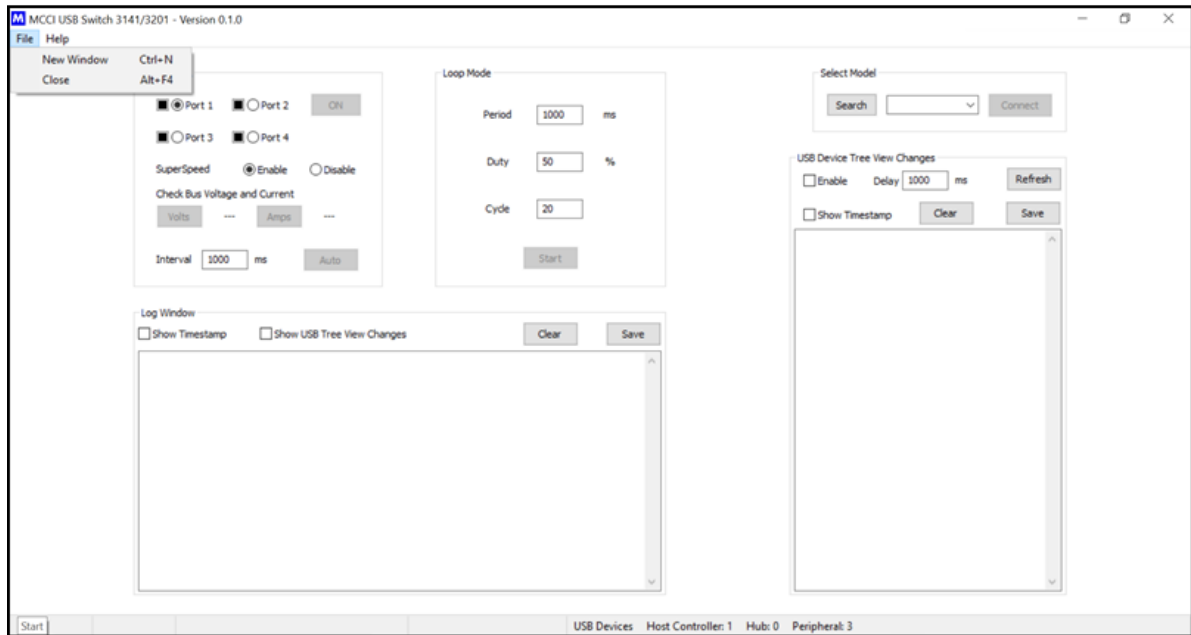 M MCCI USB Switch 3141/3201 - Version 0.1.0
File Help
New Window Ctrl+N
Close Alt+F4
Port 1 Port 2 ON
Port 3 Port 4
SuperSpeed Enable Disable
Check Bus Voltage and Current
Volts --- Amps ---
Interval 1000 ms Auto
Loop Mode
Period 1000 ms
Duty 50 %
Cycle 20
Start
Select Model
Search Connect
USB Device Tree View Changes
Enable Delay 1000 ms Refresh
Show Timestamp Clear Save
Log Window
Show Timestamp Show USB Tree View Changes Clear Save
Start
USB Devices Host Controller: 1 Hub: 0 Peripheral: 3